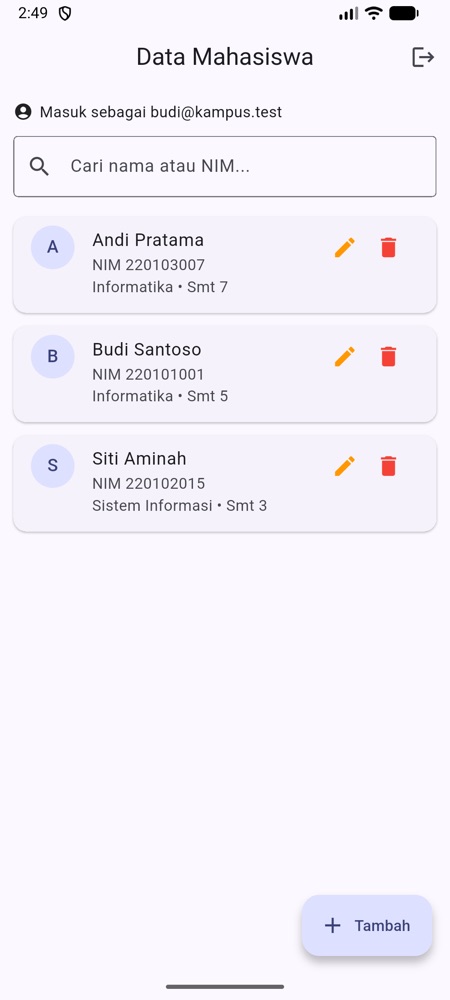 2:49
Data Mahasiswa
Masuk sebagai budi@kampus.test
Cari nama atau NIM...
A
Andi Pratama
NIM 220103007
Informatika • Smt 7
B
Budi Santoso
NIM 220101001
Informatika • Smt 5
S
Siti Aminah
NIM 220102015
Sistem Informasi • Smt 3
Tambah